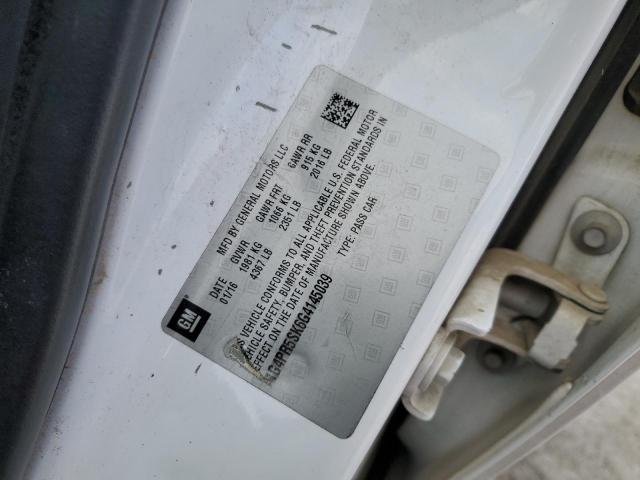 GM
MFD BY GENERAL MOTORS LLC
DATE GVWR GAWR FRT GAWR RR
01/16 1981 KG 1066 KG 915 KG
4367 LB 2351 LB 2016 LB
VEHICLE CONFORMS TO ALL APPLICABLE U.S. FEDERAL MOTOR
VEHICLE SAFETY, BUMPER, AND THEFT PREVENTION STANDARDS IN
EFFECT ON THE DATE OF MANUFACTURE SHOWN ABOVE.
1G4PR5SK6G4145039 TYPE: PASS CAR